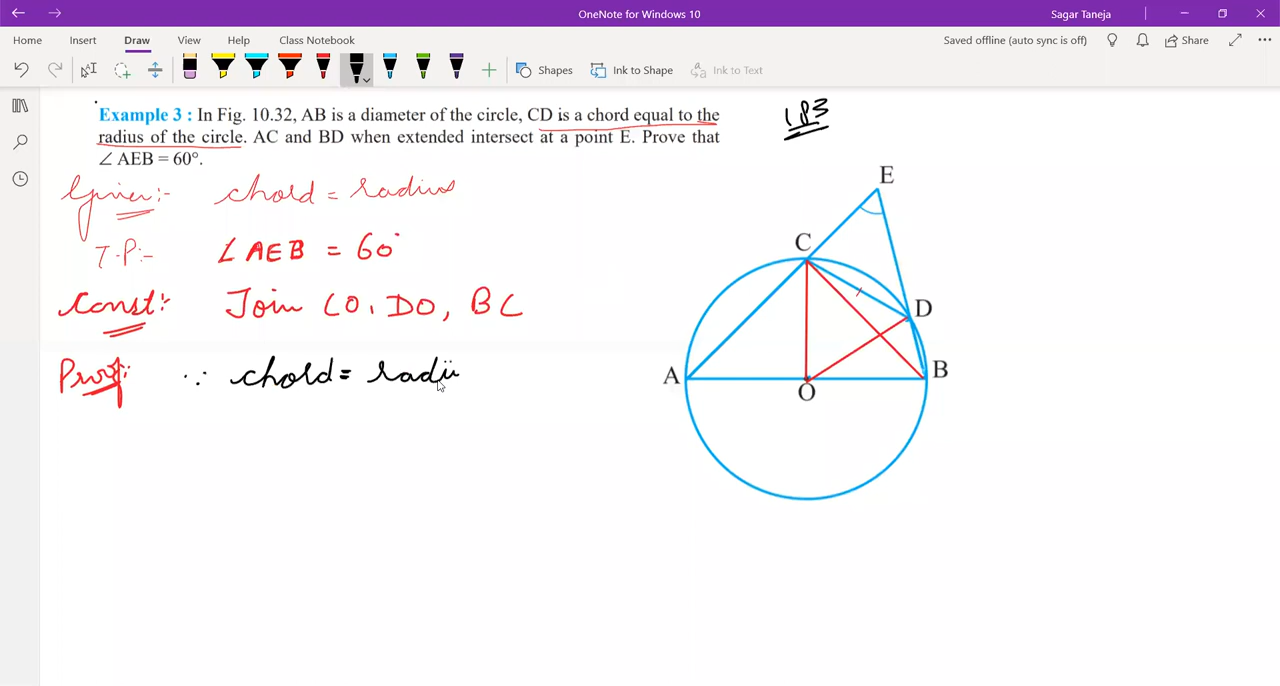 OneNote for Windows 10
Sagar Taneja
Home Insert Draw View Help Class Notebook
Saved offline (auto sync is off)
Share
Shapes
Ink to Shape
Ink to Text
Example 3 : In Fig. 10.32, AB is a diameter of the circle, CD is a chord equal to the
radius of the circle. AC and BD when extended intersect at a point E. Prove that
∠ AEB = 60°.
183
Given:- chord = radius
T.P:- ∠AEB = 60°
Const:- Join CO, DO, BC
Proof: ∵ chord = radiu
E
C
D
A
O
B